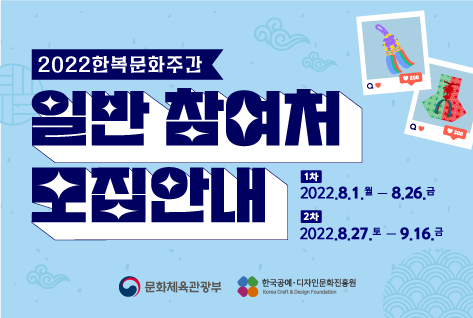 2022한복문화주간
일반 참여처
모집안내
1차
2022.8.1.월 — 8.26.금
2차
2022.8.27.토 — 9.16.금
200
200
문화체육관광부
한국공예·디자인문화진흥원
Korea Craft & Design Foundation